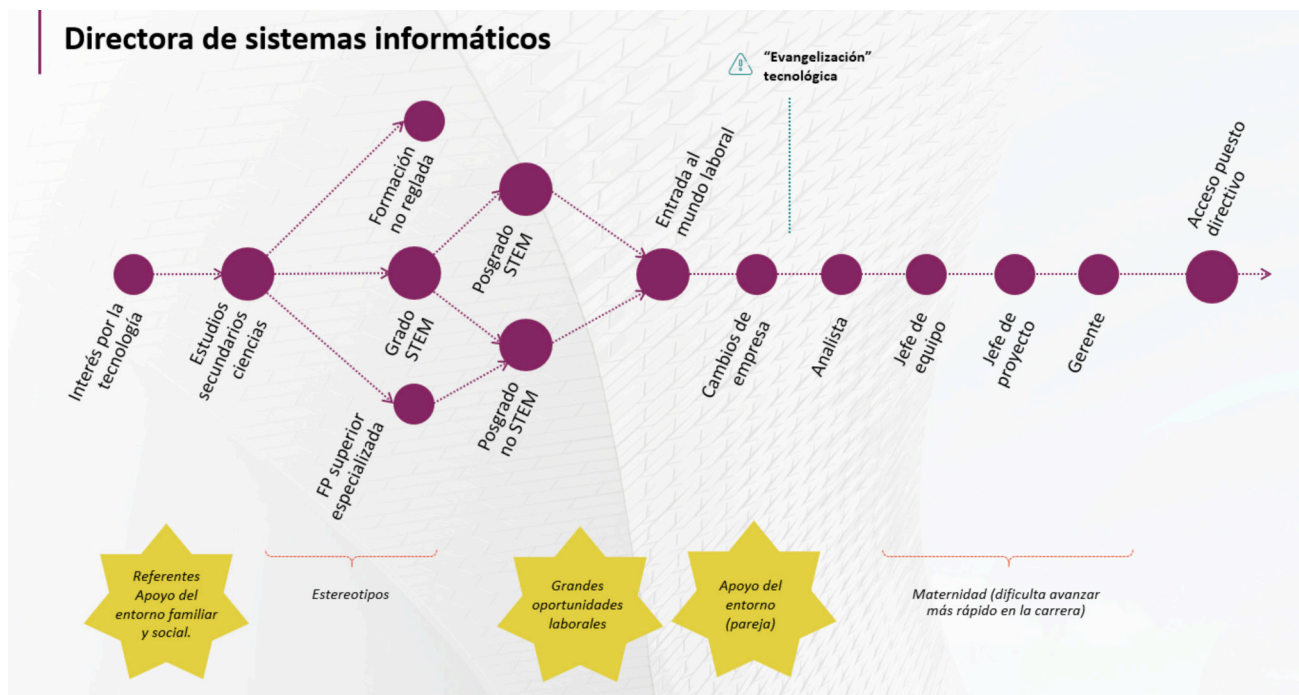 Directora de sistemas informáticos
“Evangelización”
tecnológica
Interés por la
tecnología
Estudios
secundarios
ciencias
Formación
no reglada
Grado
STEM
FP superior
especializada
Posgrado
STEM
Posgrado
no STEM
Entrada al
mundo laboral
Cambios de
empresa
Analista
Jefe de
equipo
Jefe de
proyecto
Gerente
Acceso puesto
directivo
Referentes
Apoyo del
entorno familiar
y social.
Estereotipos
Grandes
oportunidades
laborales
Apoyo del
entorno
(pareja)
Maternidad (dificulta avanzar
más rápido en la carrera)